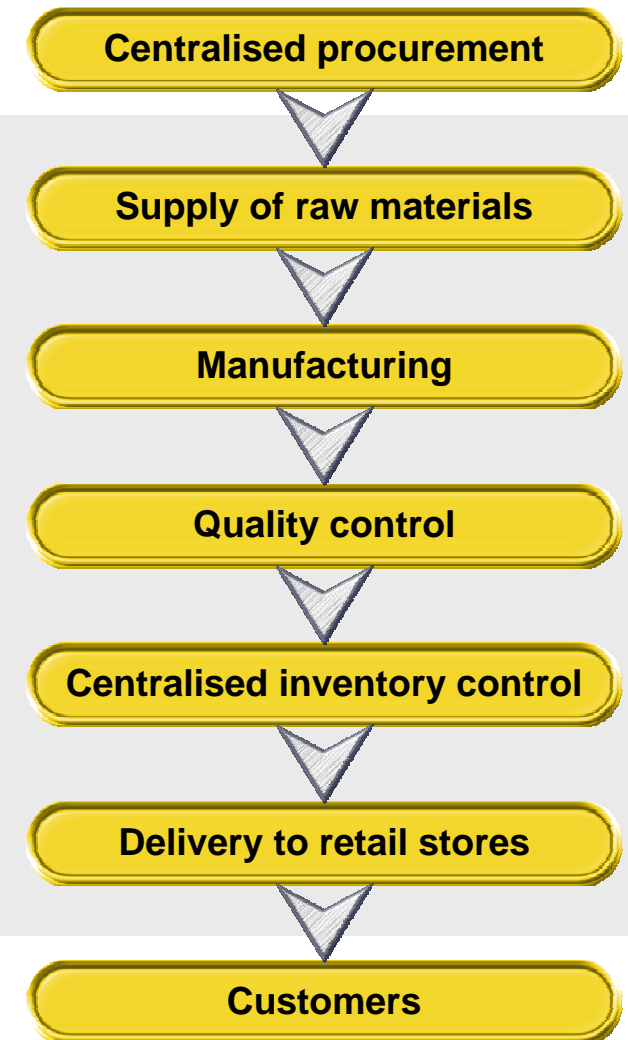 Centralised procurement
Supply of raw materials
Manufacturing
Quality control
Centralised inventory control
Delivery to retail stores
Customers